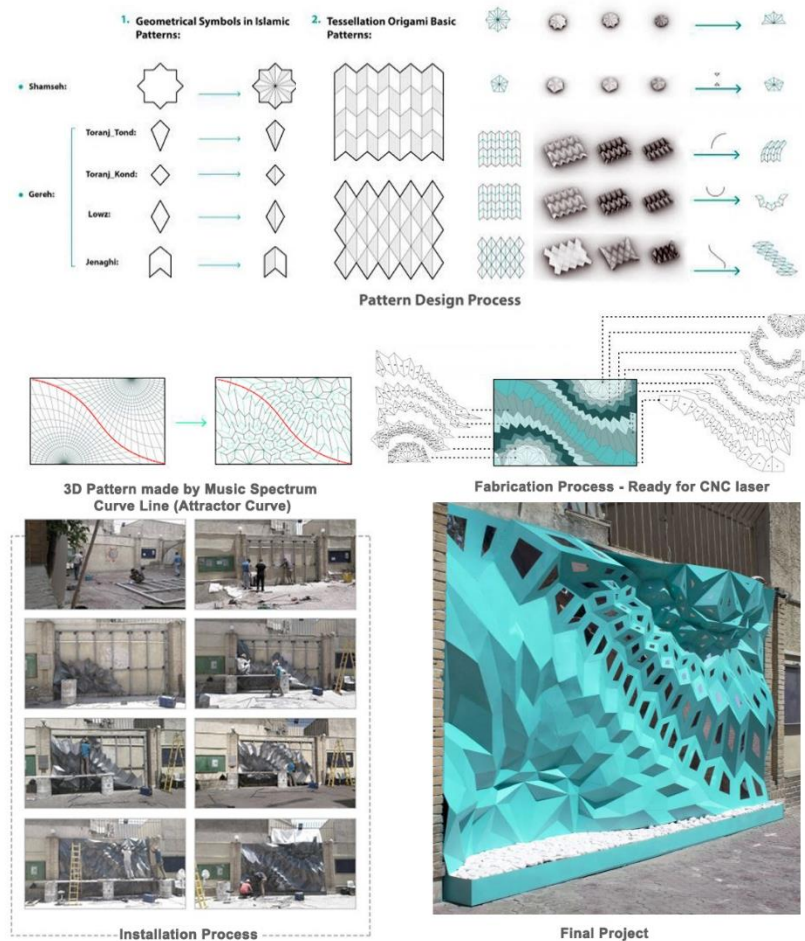 1. Geometrical Symbols in Islamic
Patterns:
2. Tessellation Origami Basic
Patterns:
Shamseh:
Gereh:
Toranj_Tond:
Toranj_Kond:
Lowz:
Jenaghi:
Pattern Design Process
3D Pattern made by Music Spectrum
Curve Line (Attractor Curve)
Fabrication Process - Ready for CNC laser
Installation Process
Final Project